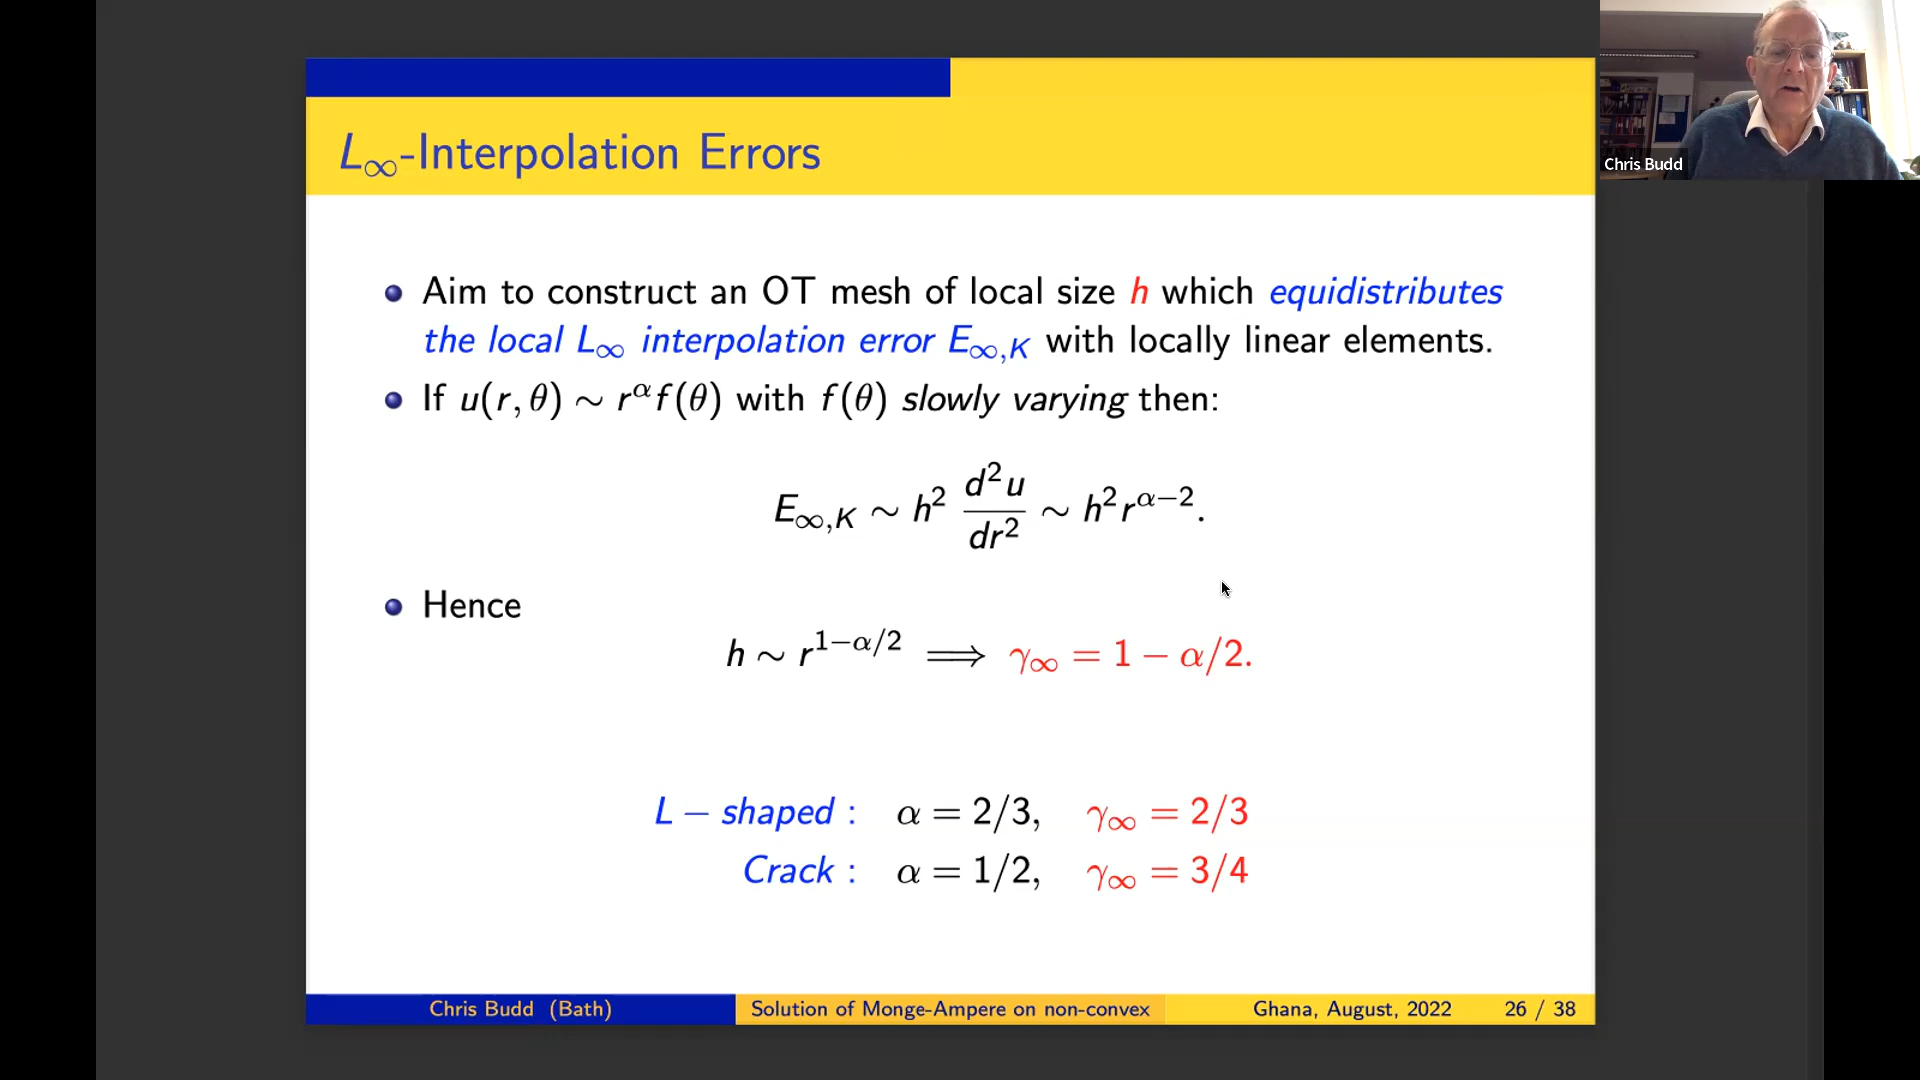 L∞-Interpolation Errors
Chris Budd
Aim to construct an OT mesh of local size h which equidistributes
the local L∞ interpolation error E∞,K with locally linear elements.
If u(r, θ) ∼ r^α f(θ) with f(θ) slowly varying then:
E∞,K ∼ h² d²u/dr² ∼ h²r^{α−2}.
Hence
h ∼ r^{1−α/2} ⟹ γ∞ = 1 − α/2.
L − shaped : α = 2/3, γ∞ = 2/3
Crack : α = 1/2, γ∞ = 3/4
Chris Budd (Bath) Solution of Monge-Ampere on non-convex Ghana, August, 2022 26 / 38